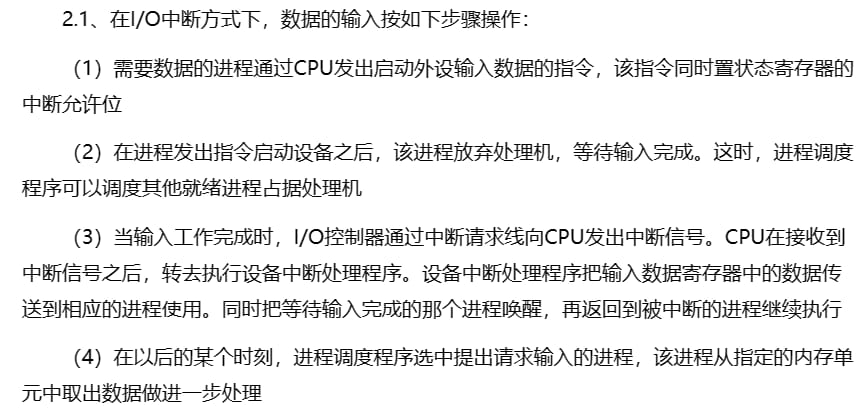 2.1、在I/O中断方式下，数据的输入按如下步骤操作：
（1）需要数据的进程通过CPU发出启动外设输入数据的指令，该指令同时置状态寄存器的
中断允许位
（2）在进程发出指令启动设备之后，该进程放弃处理机，等待输入完成。这时，进程调度
程序可以调度其他就绪进程占据处理机
（3）当输入工作完成时，I/O控制器通过中断请求线向CPU发出中断信号。CPU在接收到
中断信号之后，转去执行设备中断处理程序。设备中断处理程序把输入数据寄存器中的数据传
送到相应的进程使用。同时把等待输入完成的那个进程唤醒，再返回到被中断的进程继续执行
（4）在以后的某个时刻，进程调度程序选中提出请求输入的进程，该进程从指定的内存单
元中取出数据做进一步处理